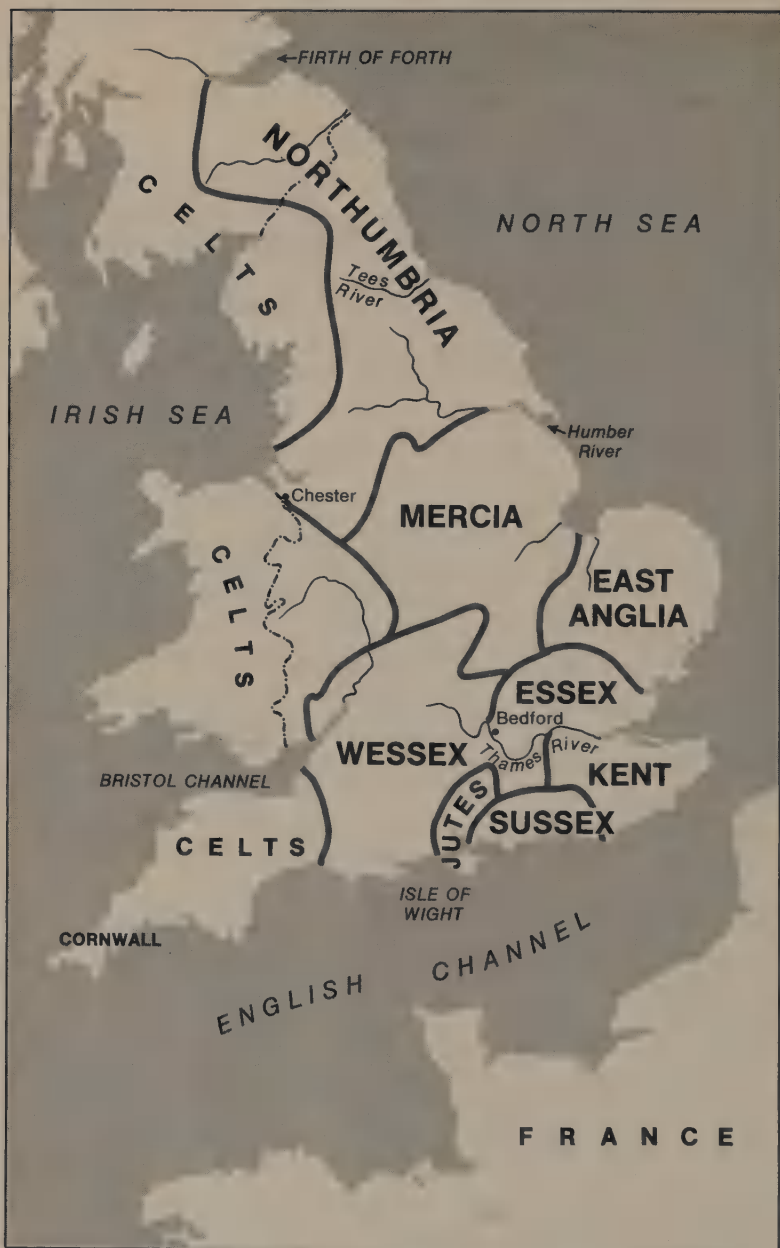 ←FIRTH OF FORTH
NORTHUMBRIA
CELTS
NORTH SEA
Tees
River
IRISH SEA
←Humber
River
Chester
MERCIA
CELTS
EAST
ANGLIA
ESSEX
Bedford
WESSEX
Thames River
KENT
BRISTOL CHANNEL
JUTES
SUSSEX
CELTS
ISLE OF
WIGHT
CORNWALL
ENGLISH CHANNEL
FRANCE